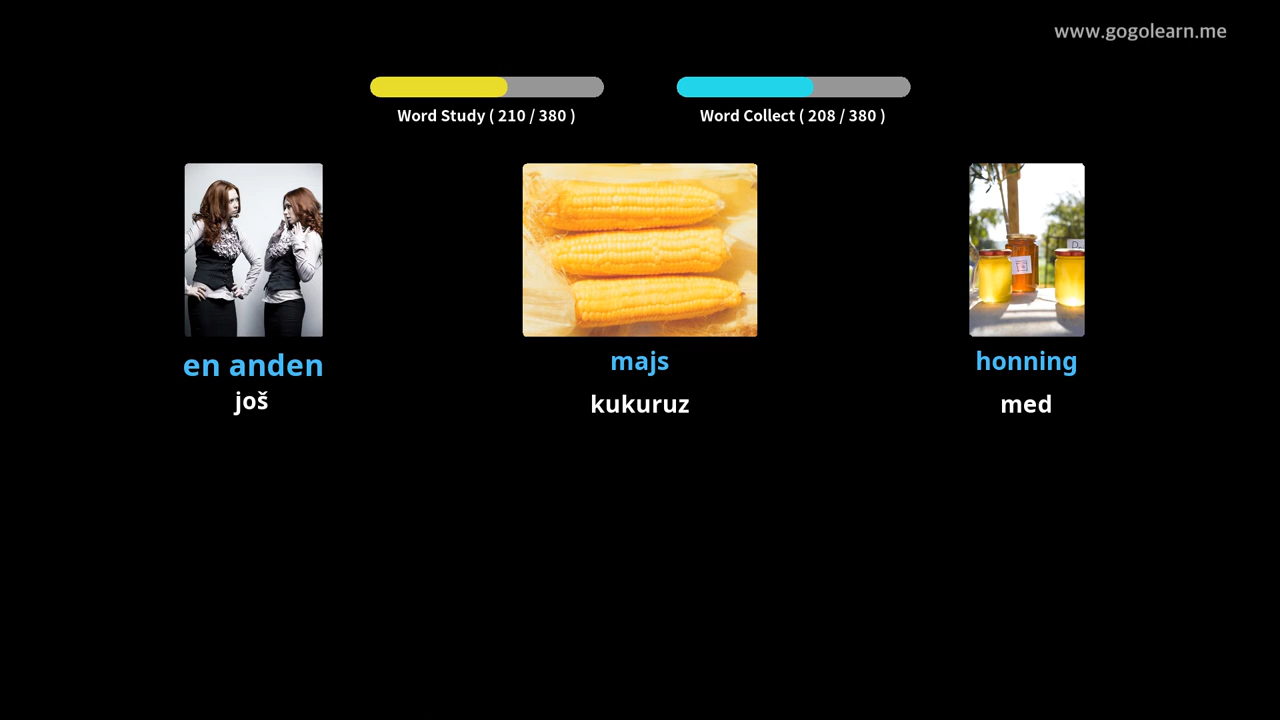 www.gogolearn.me
Word Study ( 210 / 380 )
Word Collect ( 208 / 380 )
en anden
još
majs
kukuruz
honning
med